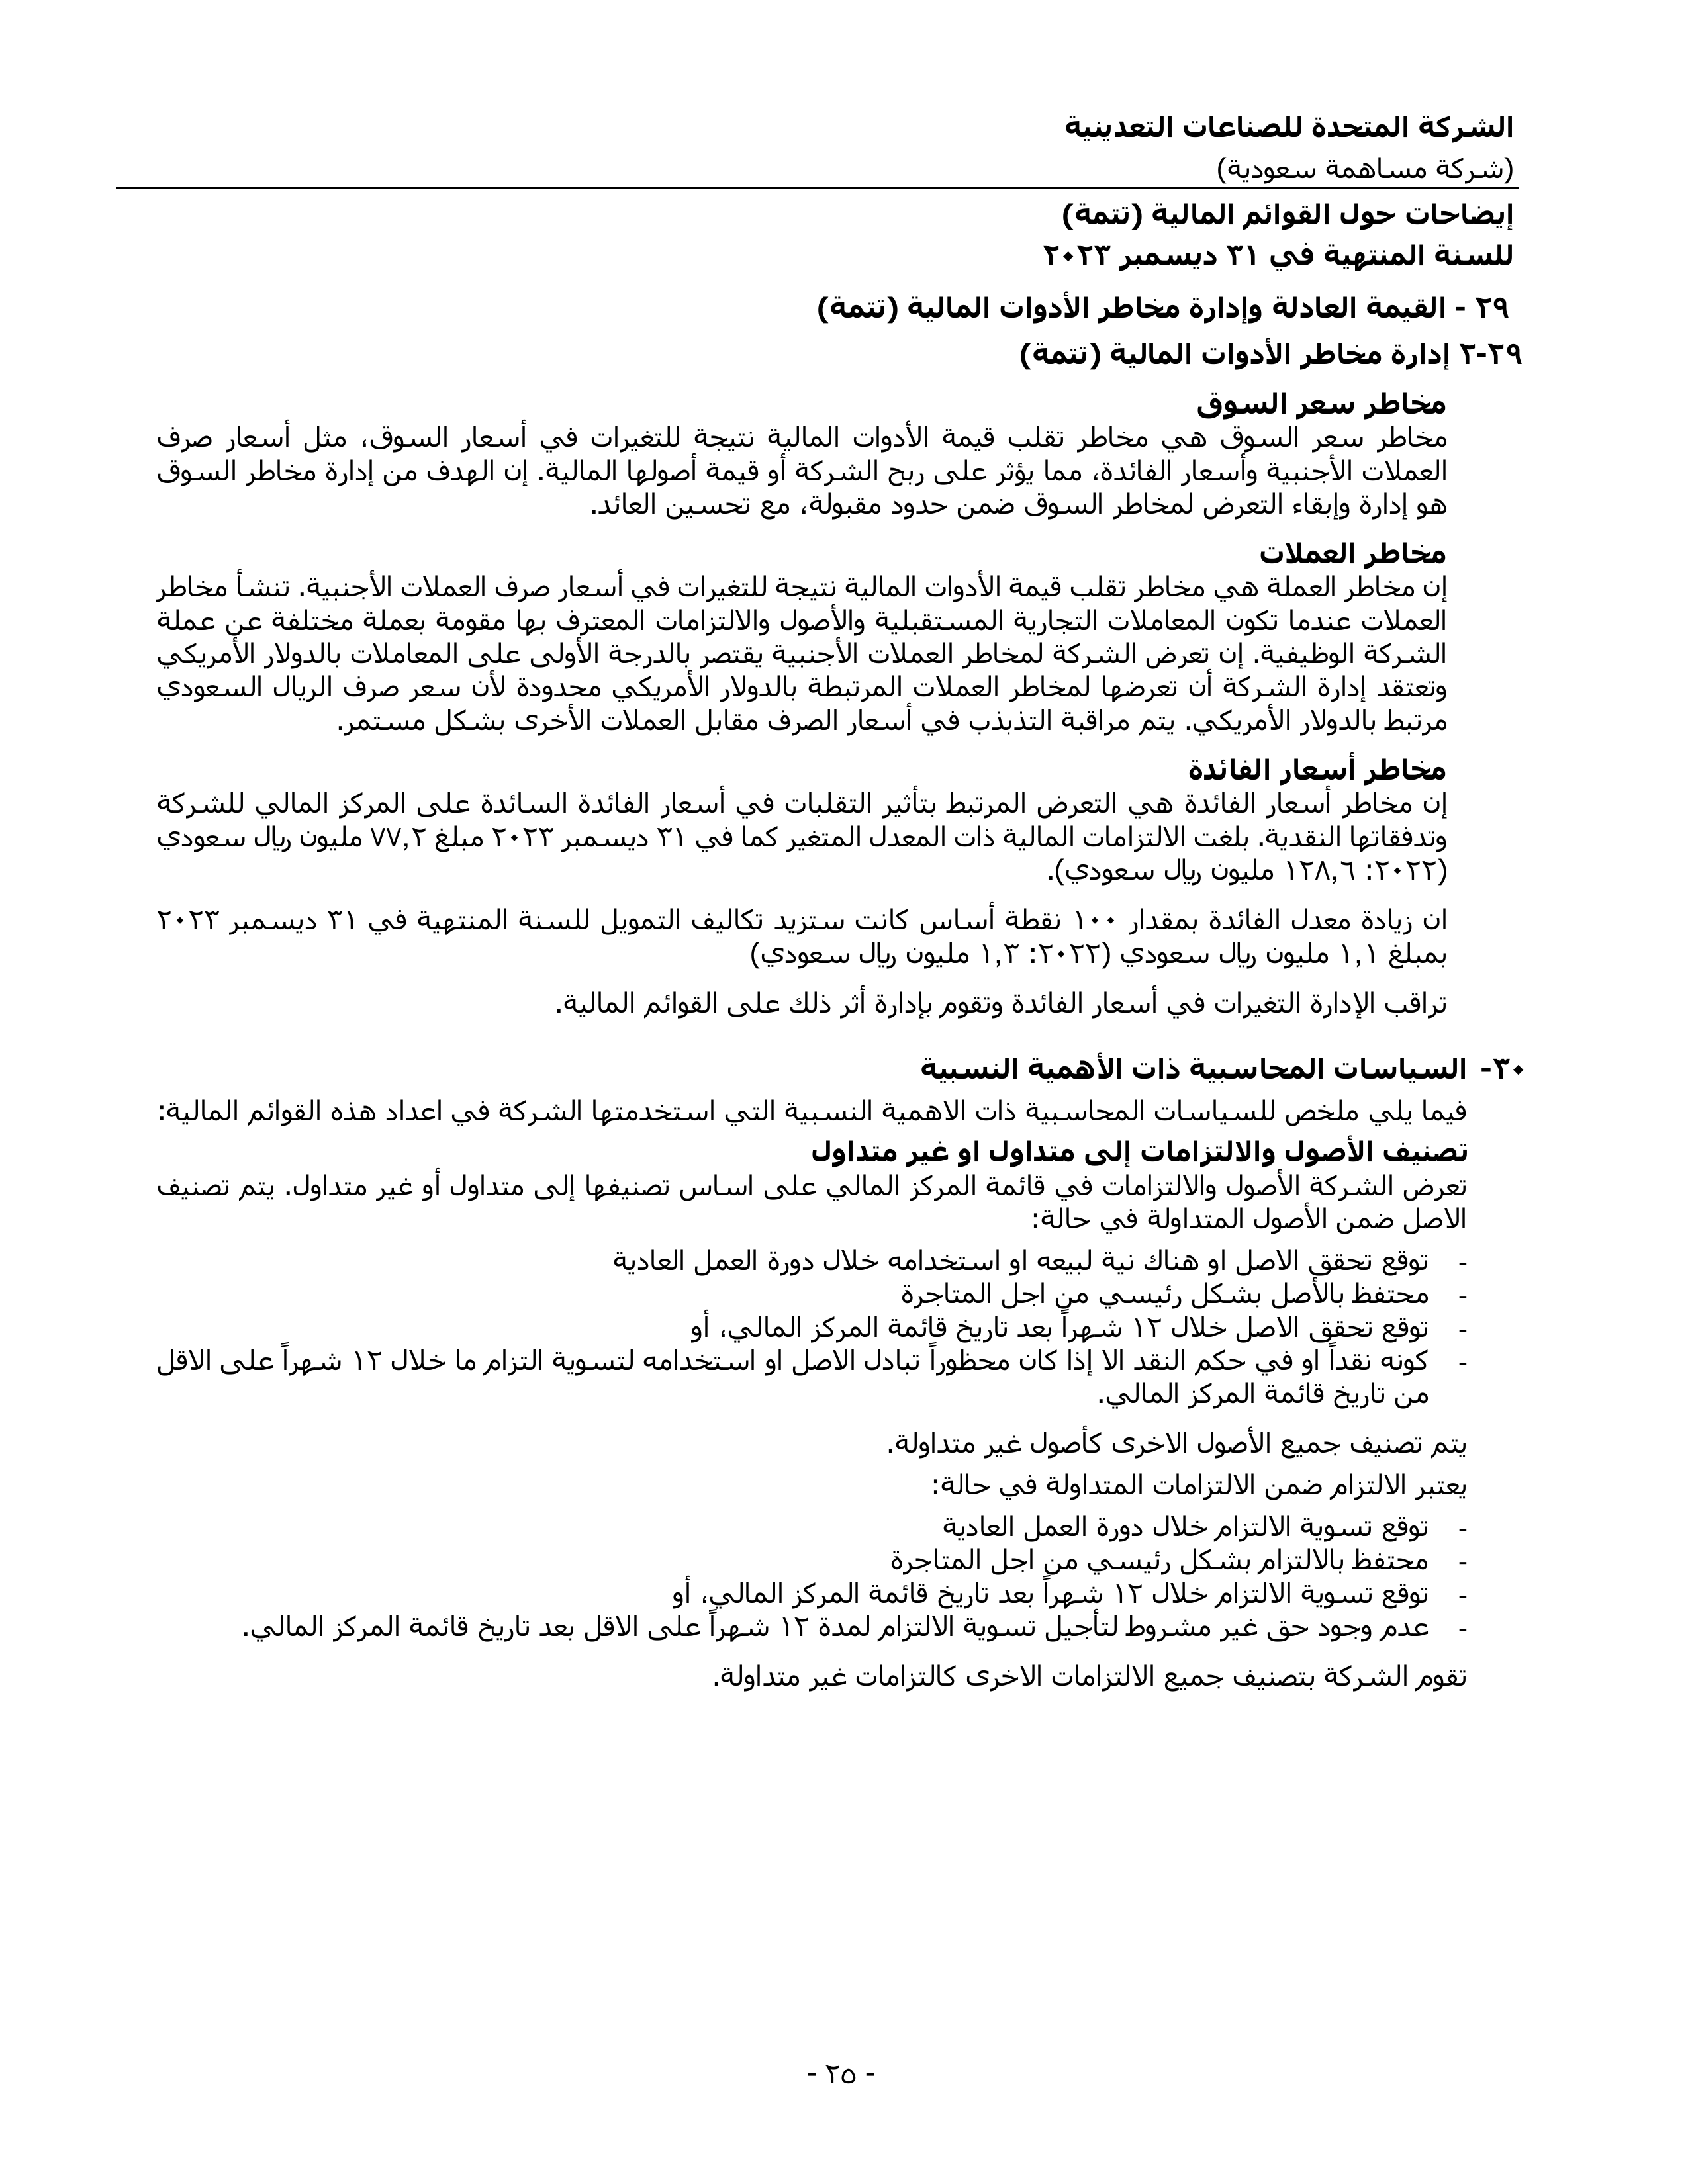 الشركة المتحدة للصناعات التعدينية
(شركة مساهمة سعودية)
إيضاحات حول القوائم المالية (تتمة)
للسنة المنتهية في ٣١ ديسمبر ٢٠٢٣
٢٩ - القيمة العادلة وإدارة مخاطر الأدوات المالية (تتمة)
٢-٢٩ إدارة مخاطر الأدوات المالية (تتمة)
مخاطر سعر السوق
مخاطر سعر السوق هي مخاطر تقلب قيمة الأدوات المالية نتيجة للتغيرات في أسعار السوق، مثل أسعار صرف
العملات الأجنبية وأسعار الفائدة، مما يؤثر على ربح الشركة أو قيمة أصولها المالية. إن الهدف من إدارة مخاطر السوق
هو إدارة وإبقاء التعرض لمخاطر السوق ضمن حدود مقبولة، مع تحسين العائد.
مخاطر العملات
إن مخاطر العملة هي مخاطر تقلب قيمة الأدوات المالية نتيجة للتغيرات في أسعار صرف العملات الأجنبية. تنشأ مخاطر
العملات عندما تكون المعاملات التجارية المستقبلية والأصول والالتزامات المعترف بها مقومة بعملة مختلفة عن عملة
الشركة الوظيفية. إن تعرض الشركة لمخاطر العملات الأجنبية يقتصر بالدرجة الأولى على المعاملات بالدولار الأمريكي
وتعتقد إدارة الشركة أن تعرضها لمخاطر العملات المرتبطة بالدولار الأمريكي محدودة لأن سعر صرف الريال السعودي
مرتبط بالدولار الأمريكي. يتم مراقبة التذبذب في أسعار الصرف مقابل العملات الأخرى بشكل مستمر.
مخاطر أسعار الفائدة
إن مخاطر أسعار الفائدة هي التعرض المرتبط بتأثير التقلبات في أسعار الفائدة السائدة على المركز المالي للشركة
وتدفقاتها النقدية. بلغت الالتزامات المالية ذات المعدل المتغير كما في ٣١ ديسمبر ٢٠٢٣ مبلغ ٧٧,٢ مليون ريال سعودي
(٢٠٢٢: ١٢٨,٦ مليون ريال سعودي).
ان زيادة معدل الفائدة بمقدار ١٠٠ نقطة أساس كانت ستزيد تكاليف التمويل للسنة المنتهية في ٣١ ديسمبر ٢٠٢٣
بمبلغ ١,١ مليون ريال سعودي (٢٠٢٢: ١,٣ مليون ريال سعودي)
تراقب الإدارة التغيرات في أسعار الفائدة وتقوم بإدارة أثر ذلك على القوائم المالية.
٣٠- السياسات المحاسبية ذات الأهمية النسبية
فيما يلي ملخص للسياسات المحاسبية ذات الاهمية النسبية التي استخدمتها الشركة في اعداد هذه القوائم المالية:
تصنيف الأصول والالتزامات إلى متداول او غير متداول
تعرض الشركة الأصول والالتزامات في قائمة المركز المالي على اساس تصنيفها إلى متداول أو غير متداول. يتم تصنيف
الاصل ضمن الأصول المتداولة في حالة:
- توقع تحقق الاصل او هناك نية لبيعه او استخدامه خلال دورة العمل العادية
- محتفظ بالأصل بشكل رئيسي من اجل المتاجرة
- توقع تحقق الاصل خلال ١٢ شهراً بعد تاريخ قائمة المركز المالي، أو
- كونه نقداً او في حكم النقد الا إذا كان محظوراً تبادل الاصل او استخدامه لتسوية التزام ما خلال ١٢ شهراً على الاقل
من تاريخ قائمة المركز المالي.
يتم تصنيف جميع الأصول الاخرى كأصول غير متداولة.
يعتبر الالتزام ضمن الالتزامات المتداولة في حالة:
- توقع تسوية الالتزام خلال دورة العمل العادية
- محتفظ بالالتزام بشكل رئيسي من اجل المتاجرة
- توقع تسوية الالتزام خلال ١٢ شهراً بعد تاريخ قائمة المركز المالي، أو
- عدم وجود حق غير مشروط لتأجيل تسوية الالتزام لمدة ١٢ شهراً على الاقل بعد تاريخ قائمة المركز المالي.
تقوم الشركة بتصنيف جميع الالتزامات الاخرى كالتزامات غير متداولة.
- ٢٥ -